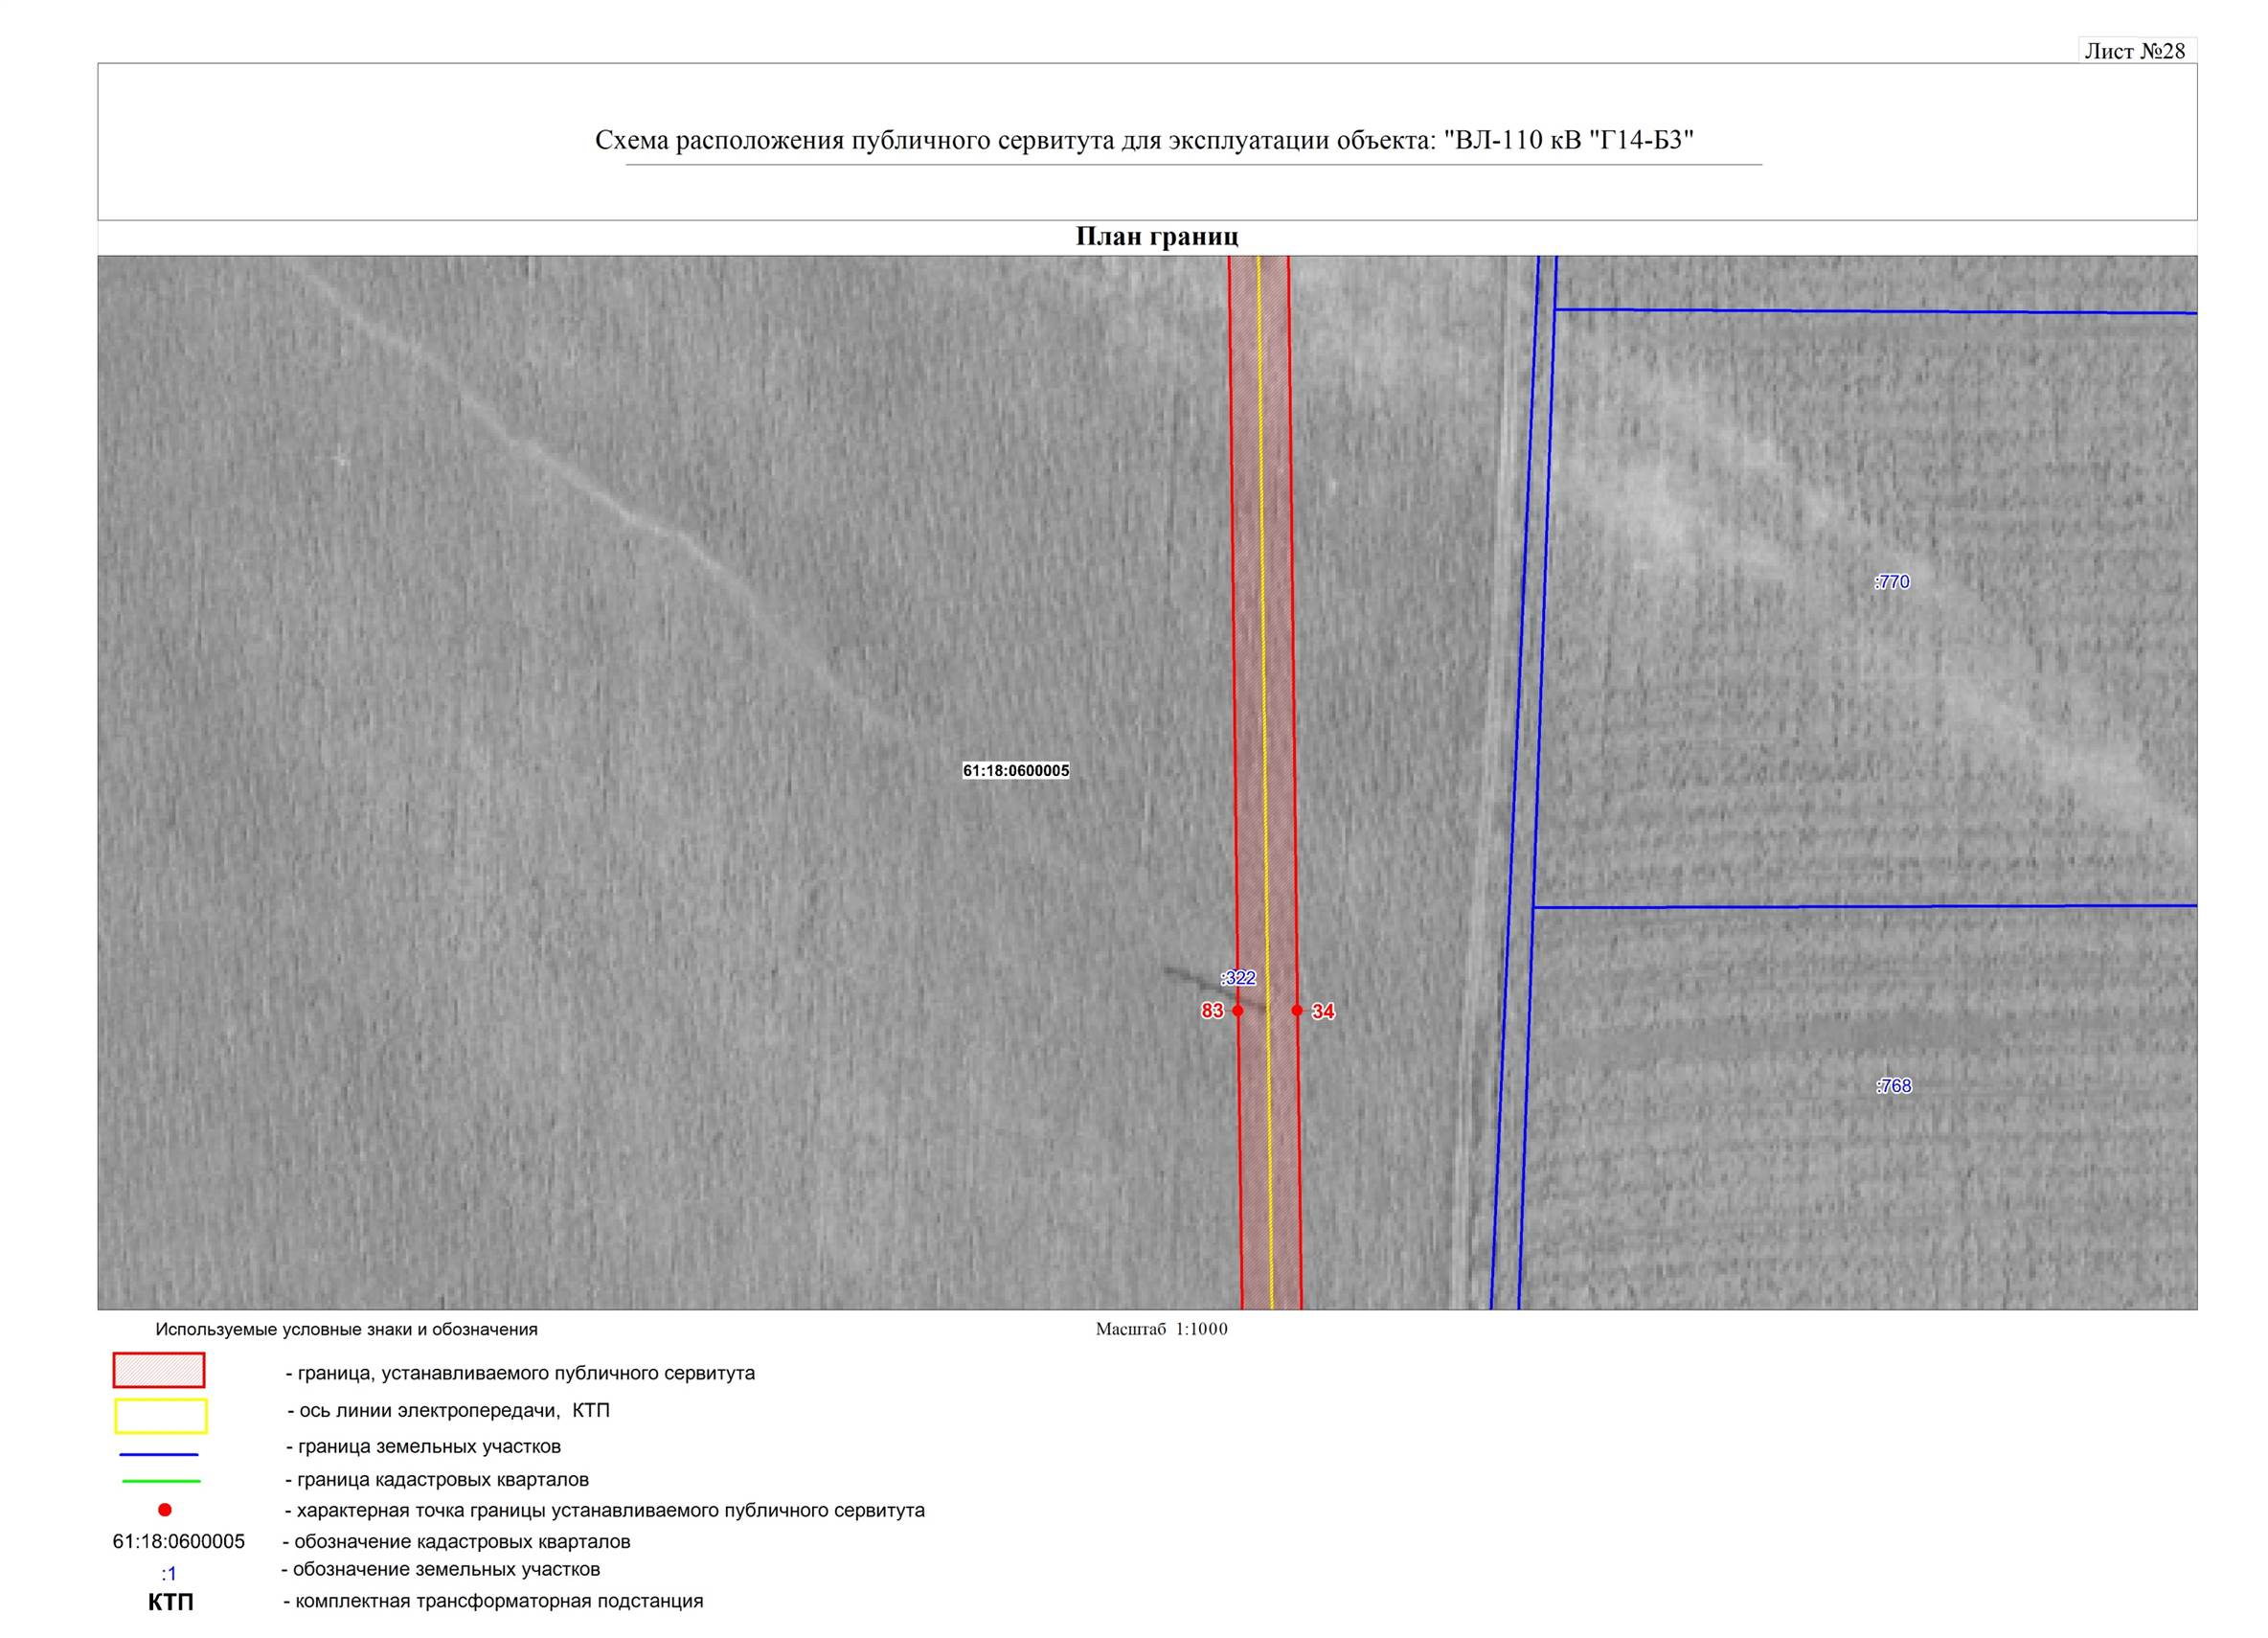 Лист №28
Схема расположения публичного сервитута для эксплуатации объекта: "ВЛ-110 кВ "Г14-Б3"
План границ
:770
61:18:0600005
:322
83
34
:768
Используемые условные знаки и обозначения
Масштаб 1:1000
- граница, устанавливаемого публичного сервитута
- ось линии электропередачи, КТП
- граница земельных участков
- граница кадастровых кварталов
- характерная точка границы устанавливаемого публичного сервитута
61:18:0600005 - обозначение кадастровых кварталов
:1 - обозначение земельных участков
КТП - комплектная трансформаторная подстанция